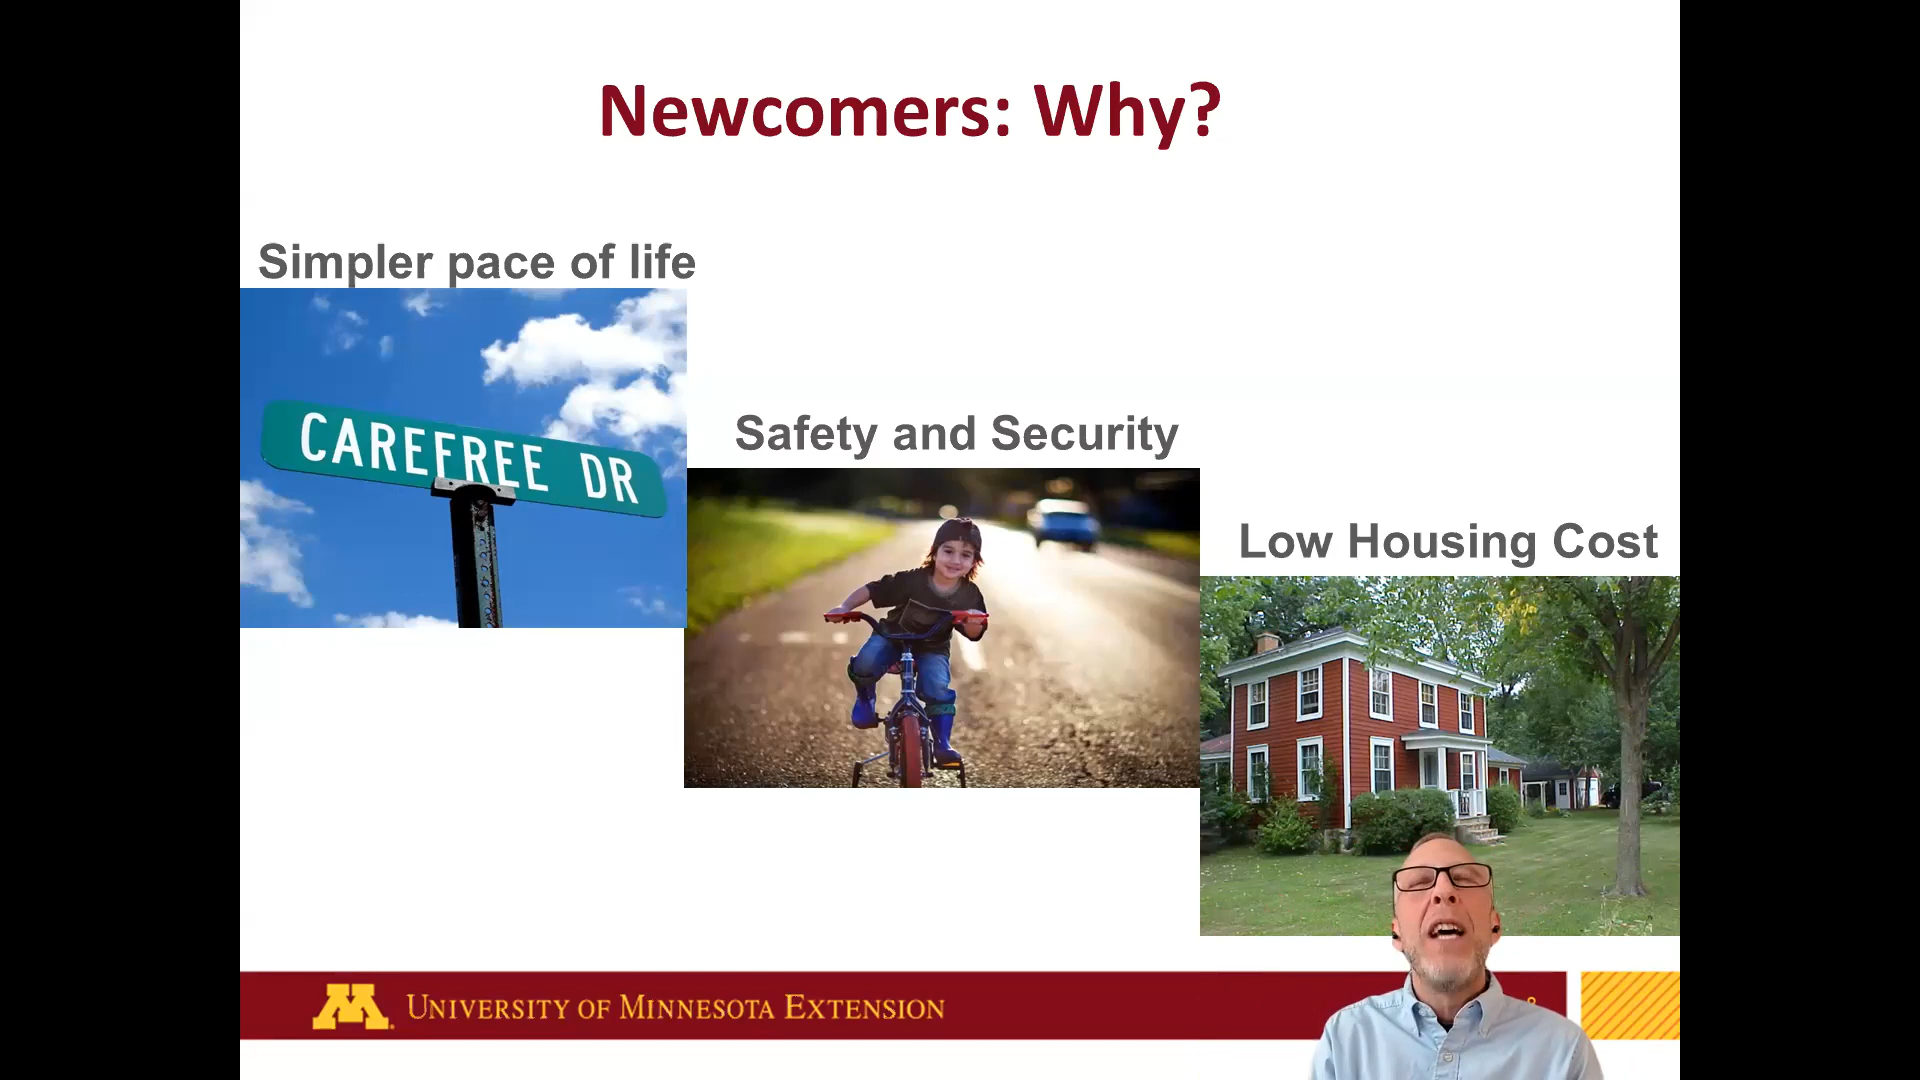 Newcomers: Why?
Simpler pace of life
CAREFREE DR
Safety and Security
Low Housing Cost
M
UNIVERSITY OF MINNESOTA EXTENSION